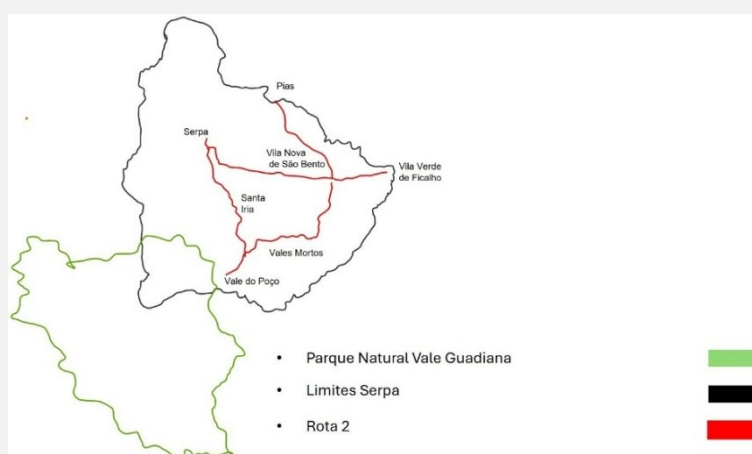 Pias
Serpa
Vila Nova
de São Bento
Vila Verde
de Ficalho
Santa
Iria
Vales Mortos
Vale do Poço
• Parque Natural Vale Guadiana
• Limites Serpa
• Rota 2